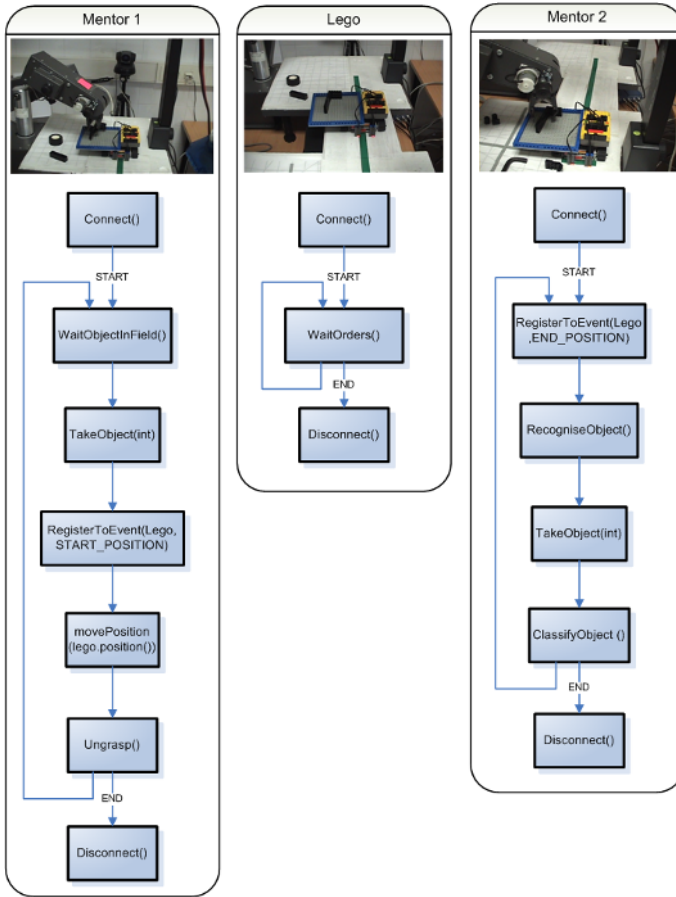 Mentor 1
Connect()
START
WaitObjectInField()
TakeObject(int)
RegisterToEvent(Lego,
START_POSITION)
movePosition
(lego.position())
Ungrasp()
END
Disconnect()
Lego
Connect()
START
WaitOrders()
END
Disconnect()
Mentor 2
Connect()
START
RegisterToEvent(Lego
,END_POSITION)
RecogniseObject()
TakeObject(int)
ClassifyObject ()
END
Disconnect()